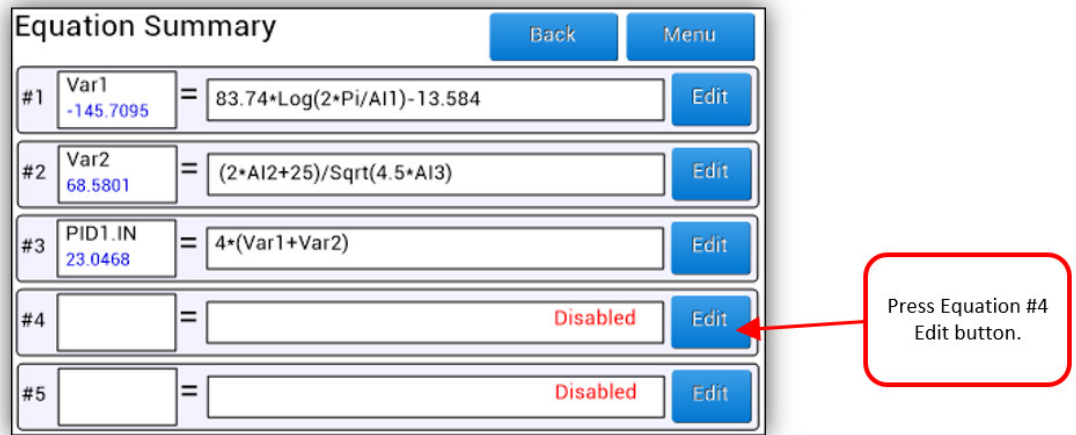 Equation Summary
Back
Menu
#1
Var1
-145.7095
=
83.74*Log(2*Pi/AI1)-13.584
Edit
#2
Var2
68.5801
=
(2*AI2+25)/Sqrt(4.5*AI3)
Edit
#3
PID1.IN
23.0468
=
4*(Var1+Var2)
Edit
#4
=
Disabled
Edit
#5
=
Disabled
Edit
Press Equation #4
Edit button.